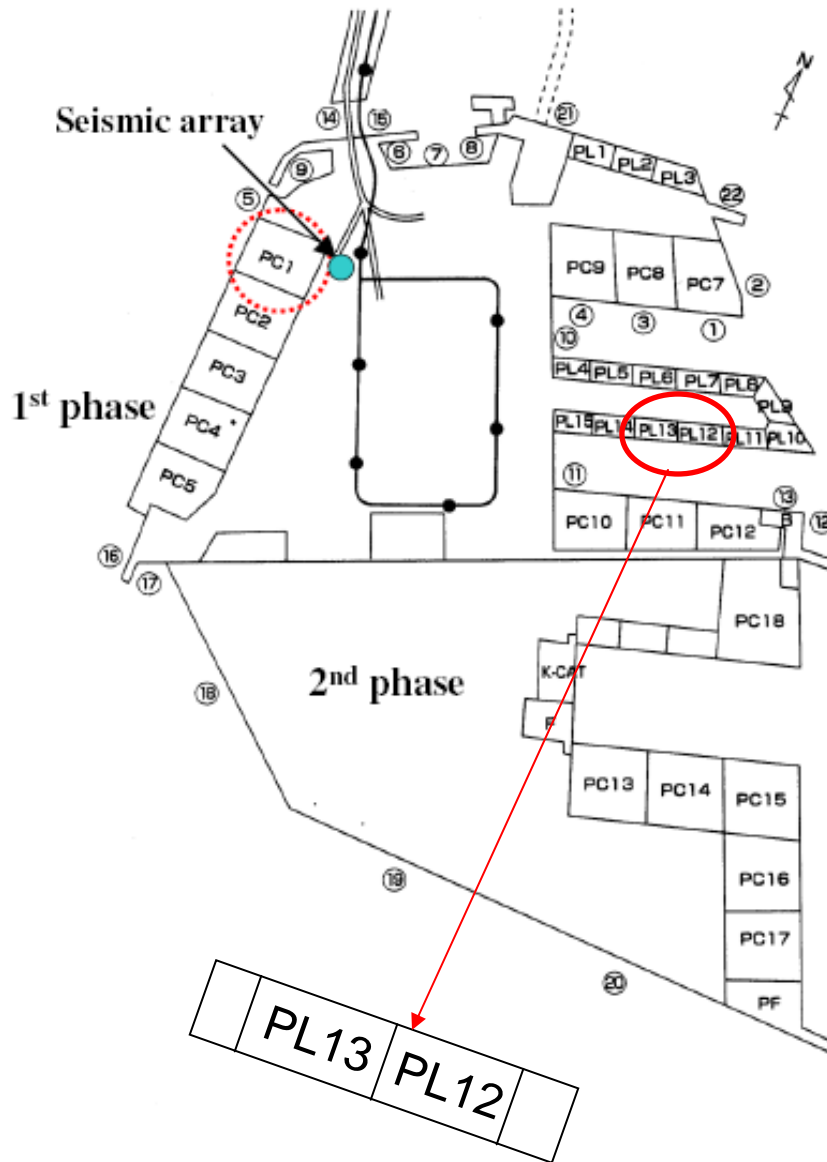 N
Seismic array
14
15
21
6
7
8
PL1
PL2
PL3
9
5
22
PC1
PC9
PC8
PC7
2
4
3
1
PC2
10
PC3
PL4
PL5
PL6
PL7
PL8
PL9
1st phase
PC4
PL15
PL14
PL13
PL12
PL11
PL10
PC5
11
13
12
PC10
PC11
PC12
B
16
17
PC18
2nd phase
K-CAT
F
18
PC13
PC14
PC15
19
PC16
PC17
20
PF
PL13
PL12